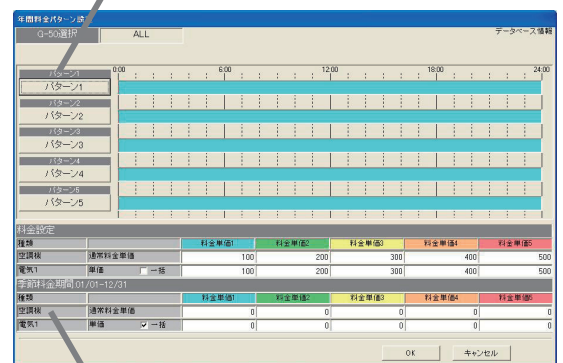 年間料金パターン設
G-50選択 ALL データベース情報
0:00 6:00 12:00 18:00 24:00
パターン1
パターン1
パターン2
パターン2
パターン3
パターン3
パターン4
パターン4
パターン5
パターン5
料金設定
種類 料金単価1 料金単価2 料金単価3 料金単価4 料金単価5
空調機 通常料金単価 100 200 300 400 500
電気1 単価 一括 100 200 300 400 500
季節料金期間:01/01-12/31
種類 料金単価1 料金単価2 料金単価3 料金単価4 料金単価5
空調機 通常料金単価 0 0 0 0 0
電気1 単価 一括 0 0 0 0 0
OK キャンセル